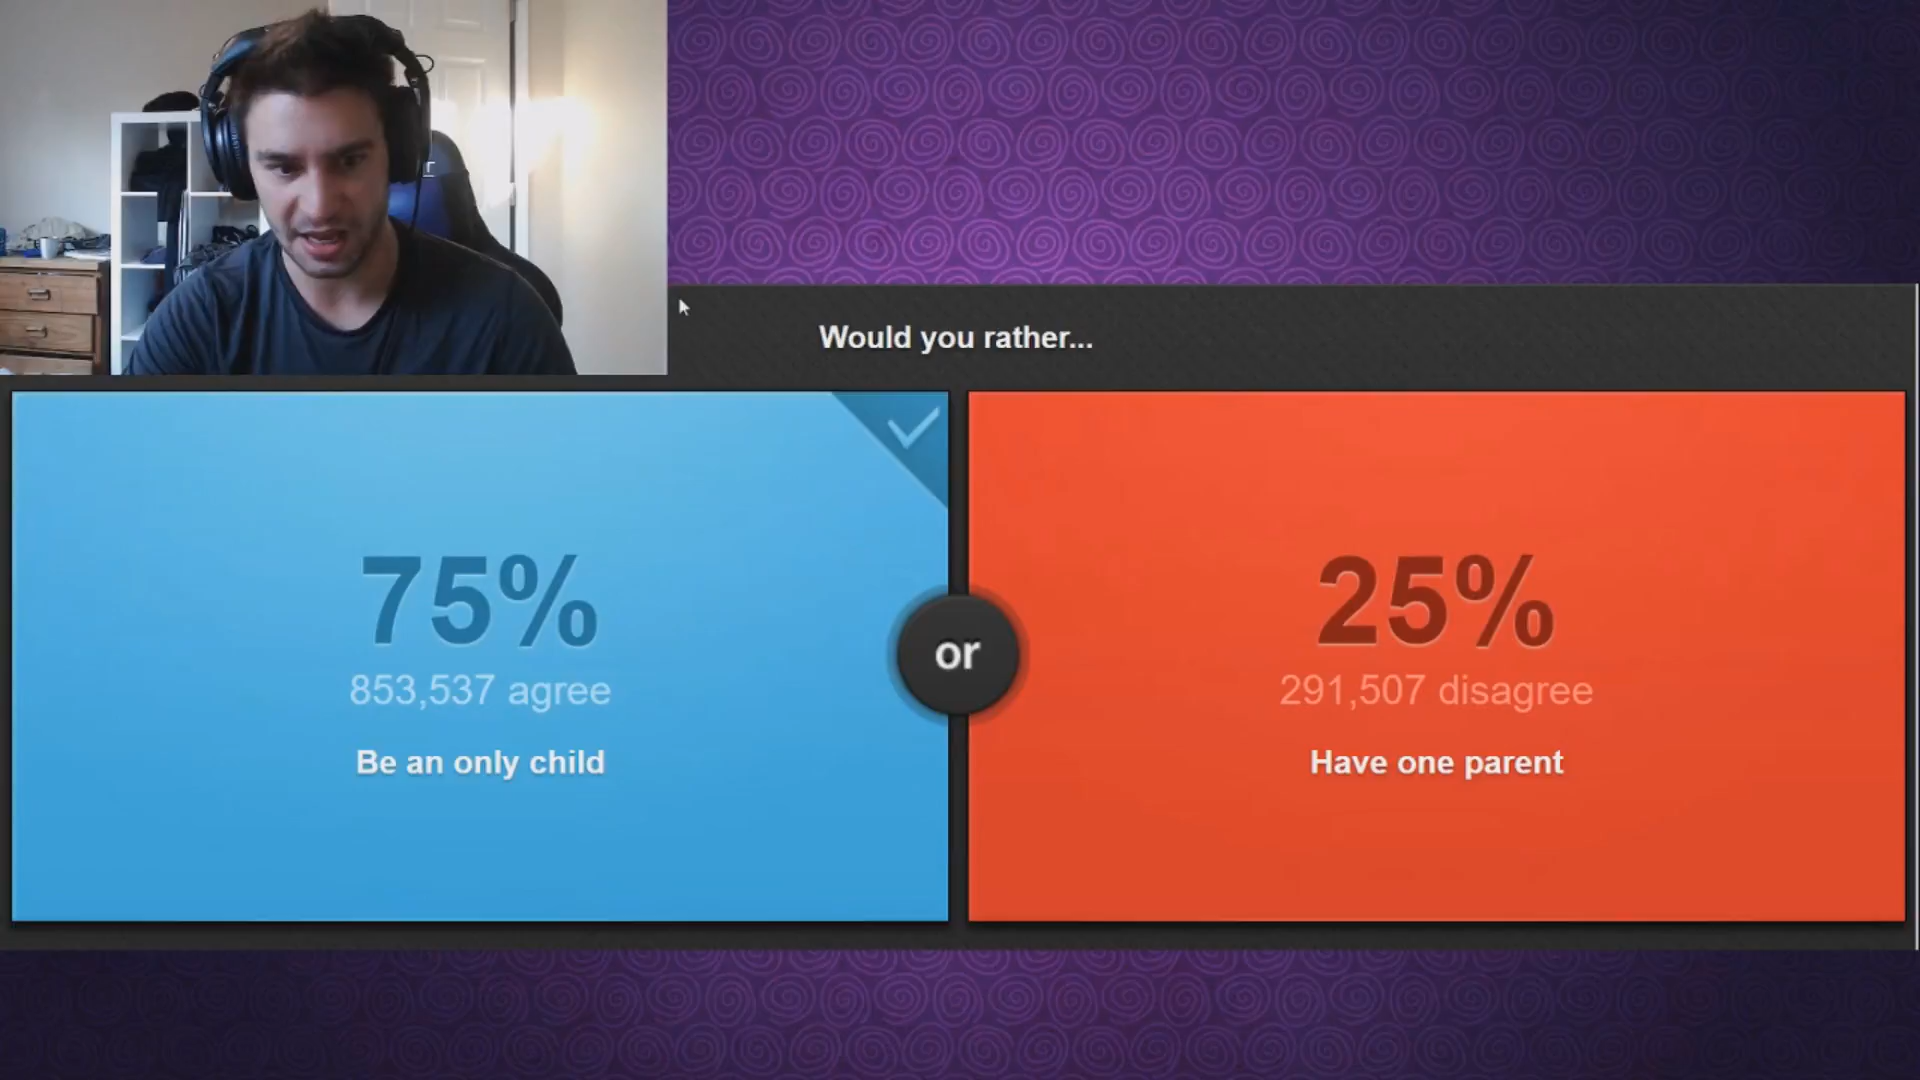 Would you rather...
75%
853,537 agree
Be an only child
or
25%
291,507 disagree
Have one parent